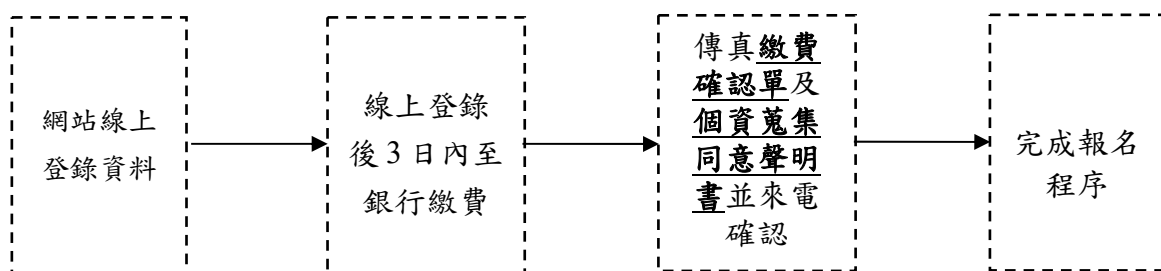 網站線上
登錄資料
線上登錄
後 3 日內至
銀行繳費
傳真繳費
確認單及
個資蒐集
同意聲明
書並來電
確認
完成報名
程序